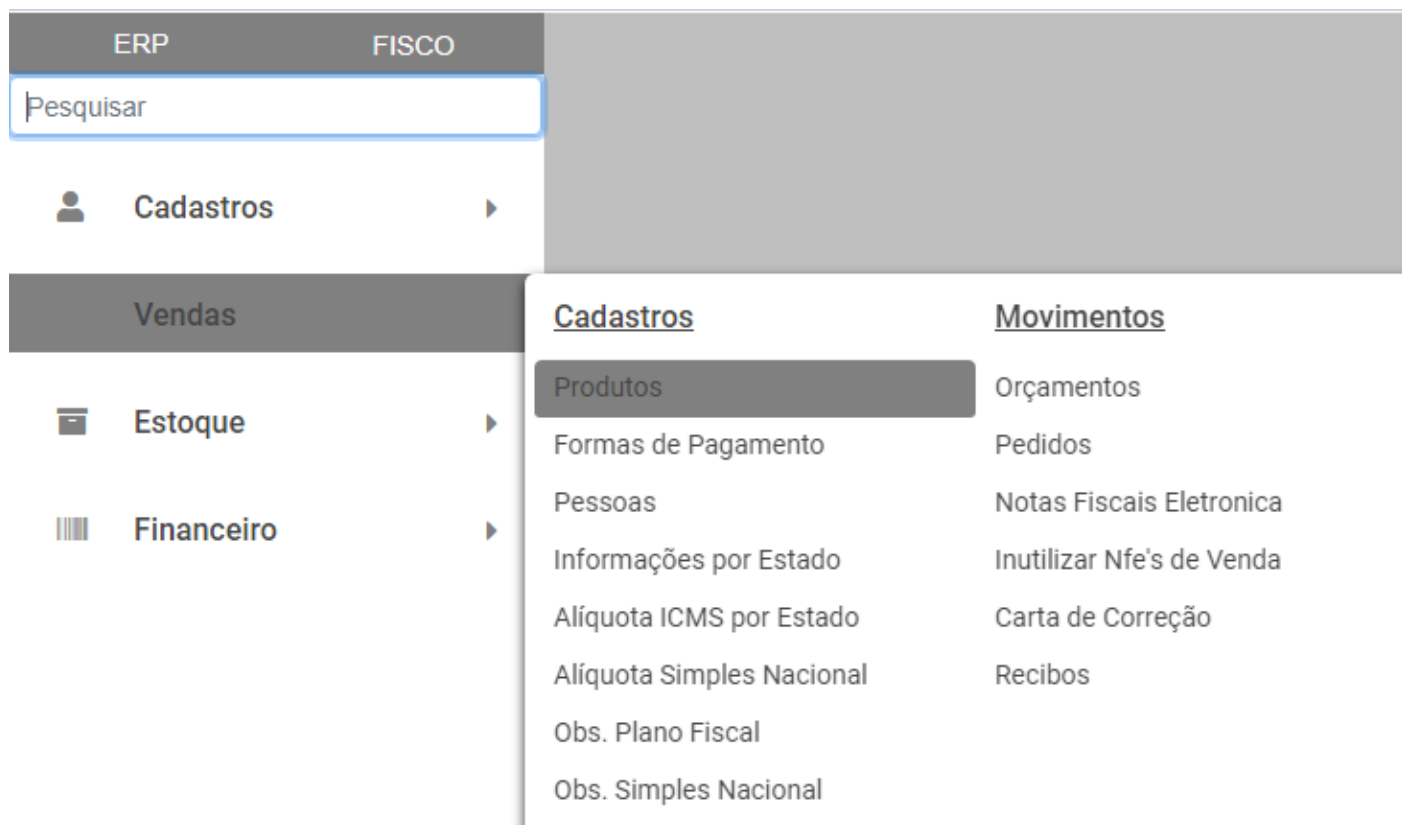 ERP FISCO
Pesquisar
Cadastros
Vendas
Estoque
Financeiro
Cadastros
Produtos
Formas de Pagamento
Pessoas
Informações por Estado
Alíquota ICMS por Estado
Alíquota Simples Nacional
Obs. Plano Fiscal
Obs. Simples Nacional
Movimentos
Orçamentos
Pedidos
Notas Fiscais Eletronica
Inutilizar Nfe's de Venda
Carta de Correção
Recibos